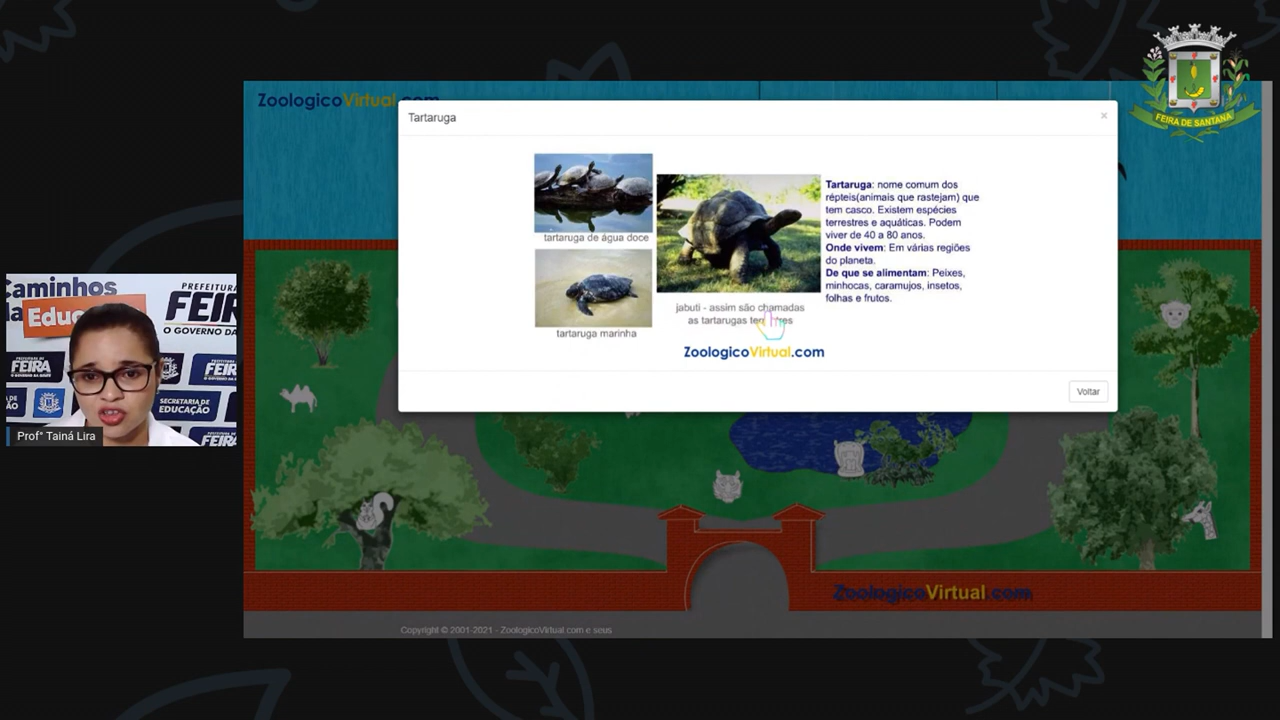 FEIRA DE SANTANA
ZoologicoVirtual.com
Tartaruga
×
tartaruga de água doce
tartaruga marinha
jabuti - assim são chamadas
as tartarugas
Tartaruga: nome comum dos
répteis(animais que rastejam) que
tem casco. Existem espécies
terrestres e aquáticas. Podem
viver de 40 a 80 anos.
Onde vivem: Em várias regiões
do planeta.
De que se alimentam: Peixes,
minhocas, caramujos, insetos,
folhas e frutos.
ZoologicoVirtual.com
Voltar
Caminhos
da Educ
PREFEITURA
FEIR
O GOVERNO DA
FEIRA
FEIR
SECRETARIA DE
EDUCAÇÃO
FEIR
Profª Tainá Lira
ZoologicoVirtual.com
Copyright © 2001-2021 - ZoologicoVirtual.com e seus